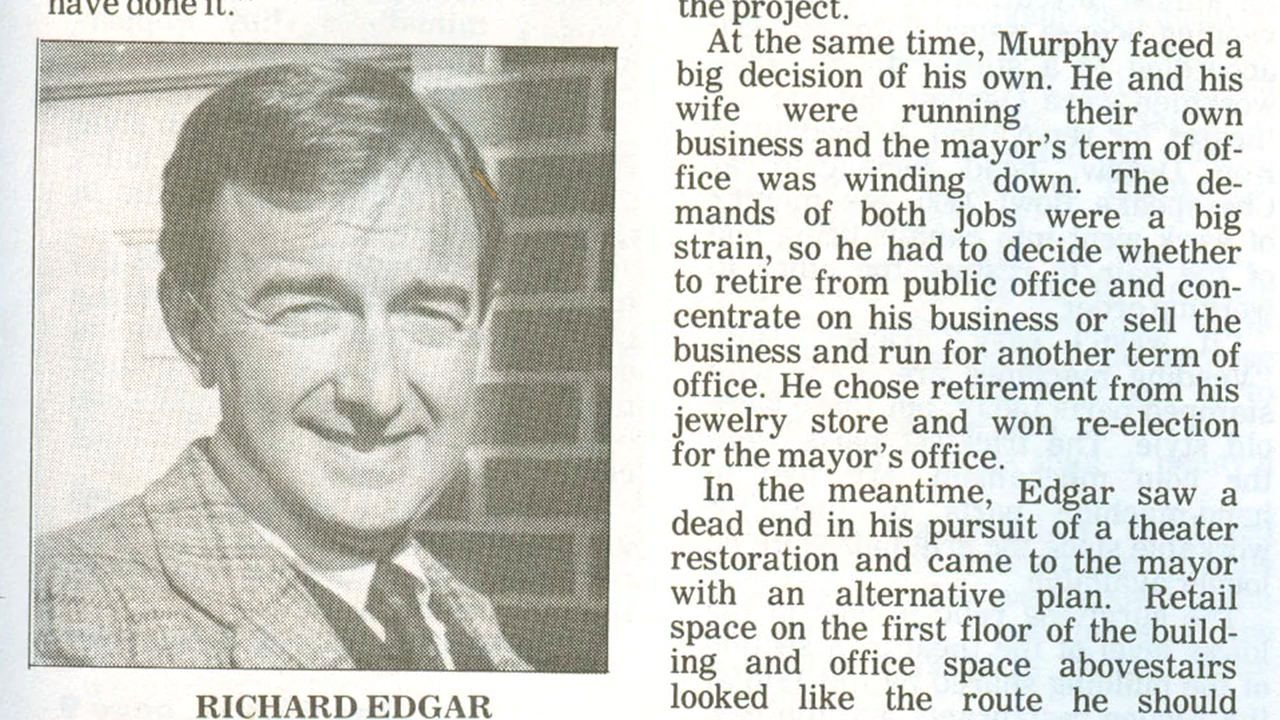 have done it."
RICHARD EDGAR
the project.
At the same time, Murphy faced a
big decision of his own. He and his
wife were running their own
business and the mayor's term of of-
fice was winding down. The de-
mands of both jobs were a big
strain, so he had to decide whether
to retire from public office and con-
centrate on his business or sell the
business and run for another term of
office. He chose retirement from his
jewelry store and won re-election
for the mayor's office.
In the meantime, Edgar saw a
dead end in his pursuit of a theater
restoration and came to the mayor
with an alternative plan. Retail
space on the first floor of the build-
ing and office space abovestairs
looked like the route he should